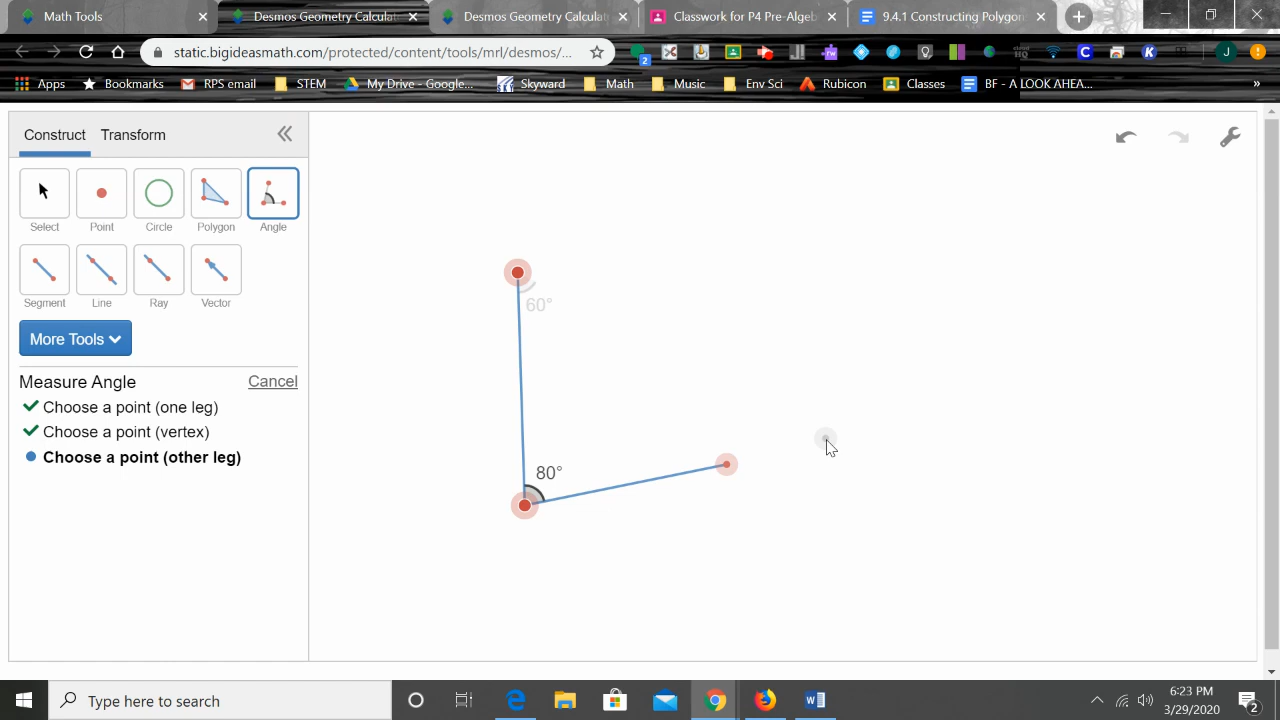 Math Tools
Desmos Geometry Calculat
Desmos Geometry Calculat
Classwork for P4 Pre-Algeb
9.4.1 Constructing Polygon
static.bigideasmath.com/protected/content/tools/mrl/desmos/...
2
J
Apps
Bookmarks
RPS email
STEM
My Drive - Google...
Skyward
Math
Music
Env Sci
Rubicon
Classes
BF - A LOOK AHEA...
»
Construct
Transform
Select
Point
Circle
Polygon
Angle
Segment
Line
Ray
Vector
More Tools
Measure Angle
Cancel
Choose a point (one leg)
Choose a point (vertex)
Choose a point (other leg)
60°
80°
Type here to search
6:23 PM
3/29/2020
2